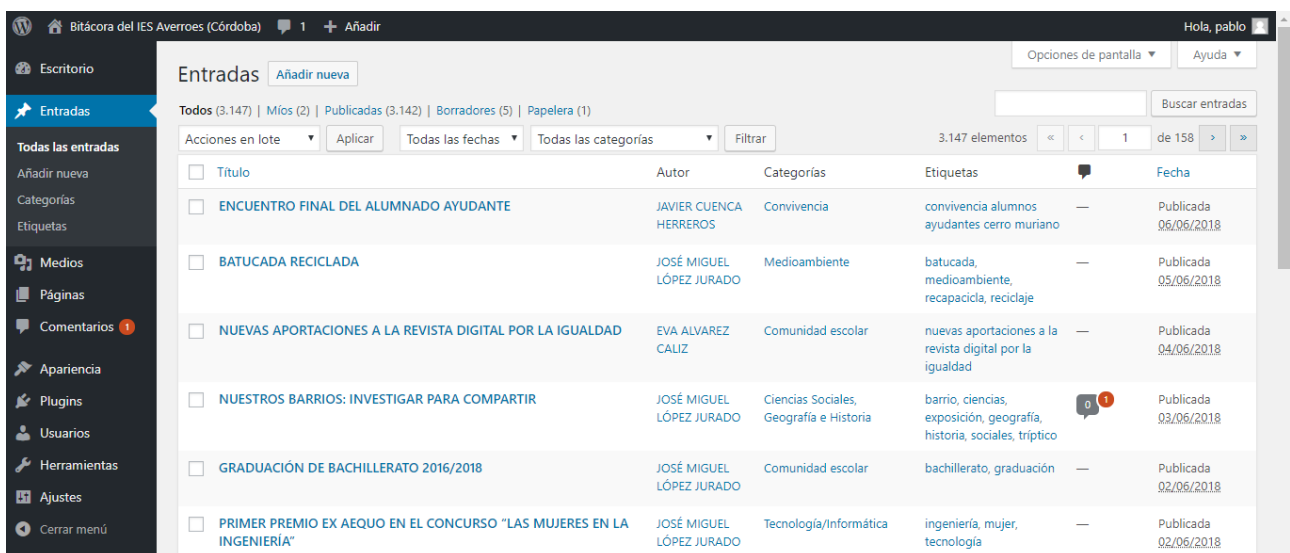 Bitácora del IES Averroes (Córdoba) 1 + Añadir Hola, pablo
Opciones de pantalla Ayuda
Escritorio
Entradas
Todas las entradas
Añadir nueva
Categorías
Etiquetas
Medios
Páginas
Comentarios 1
Apariencia
Plugins
Usuarios
Herramientas
Ajustes
Cerrar menú
Entradas Añadir nueva
Todos (3.147) | Míos (2) | Publicadas (3.142) | Borradores (5) | Papelera (1)
Buscar entradas
Acciones en lote Aplicar Todas las fechas Todas las categorías Filtrar 3.147 elementos « ‹ 1 de 158 › »
Título Autor Categorías Etiquetas Fecha
ENCUENTRO FINAL DEL ALUMNADO AYUDANTE JAVIER CUENCA Convivencia convivencia alumnos — Publicada
HERREROS ayudantes cerro muriano 06/06/2018
BATUCADA RECICLADA JOSÉ MIGUEL Medioambiente batucada, — Publicada
LÓPEZ JURADO medioambiente, 05/06/2018
recapacicla, reciclaje
NUEVAS APORTACIONES A LA REVISTA DIGITAL POR LA IGUALDAD EVA ALVAREZ Comunidad escolar nuevas aportaciones a la — Publicada
CALIZ revista digital por la 04/06/2018
igualdad
NUESTROS BARRIOS: INVESTIGAR PARA COMPARTIR JOSÉ MIGUEL Ciencias Sociales, barrio, ciencias, 0 1 Publicada
LÓPEZ JURADO Geografía e Historia exposición, geografía, 03/06/2018
historia, sociales, tríptico
GRADUACIÓN DE BACHILLERATO 2016/2018 JOSÉ MIGUEL Comunidad escolar bachillerato, graduación — Publicada
LÓPEZ JURADO 02/06/2018
PRIMER PREMIO EX AEQUO EN EL CONCURSO “LAS MUJERES EN LA JOSÉ MIGUEL Tecnología/Informática ingeniería, mujer, — Publicada
INGENIERÍA” LÓPEZ JURADO tecnología 02/06/2018